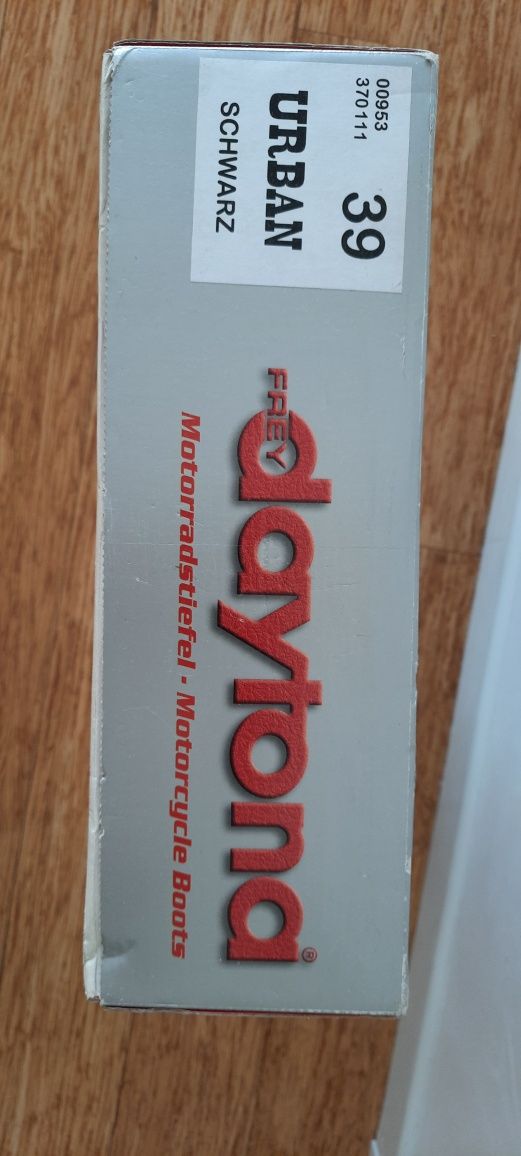 00953
370111
39
URBAN
SCHWARZ
FREY
daytona®
Motorradstiefel - Motorcycle Boots